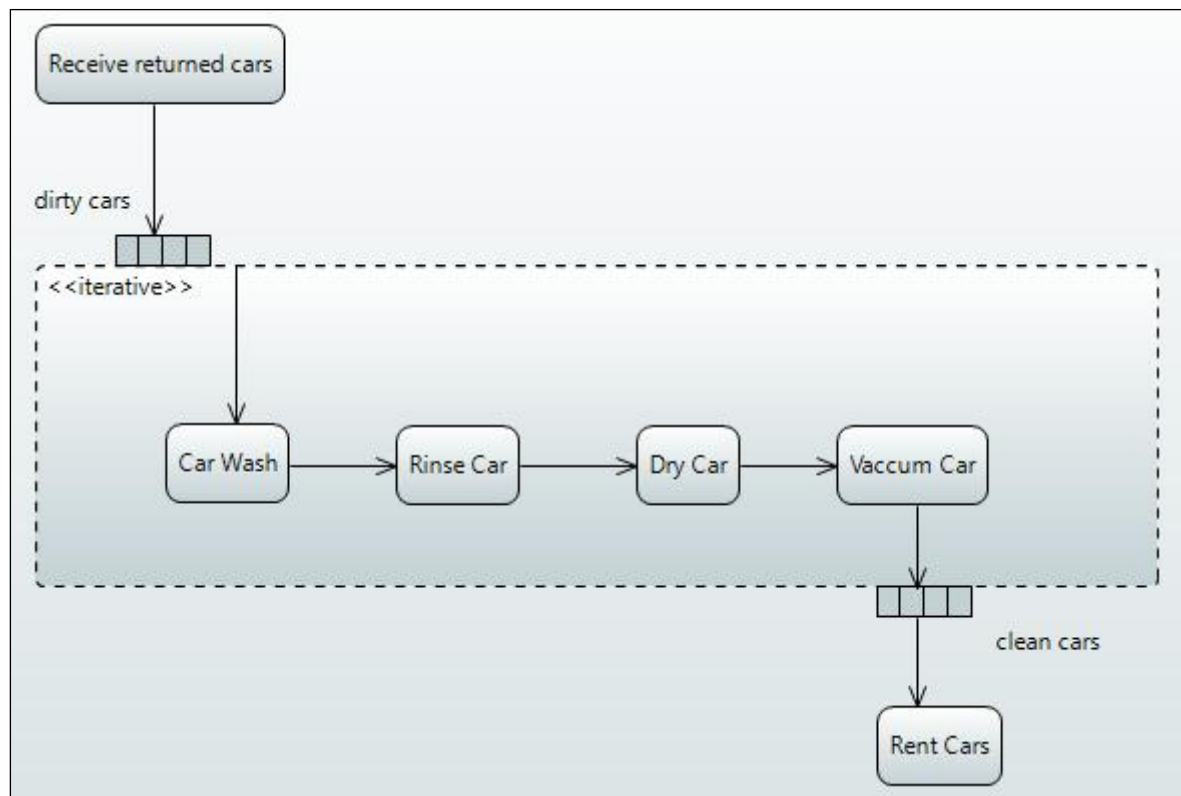 Receive returned cars
dirty cars
<<iterative>>
Car Wash
Rinse Car
Dry Car
Vaccum Car
clean cars
Rent Cars